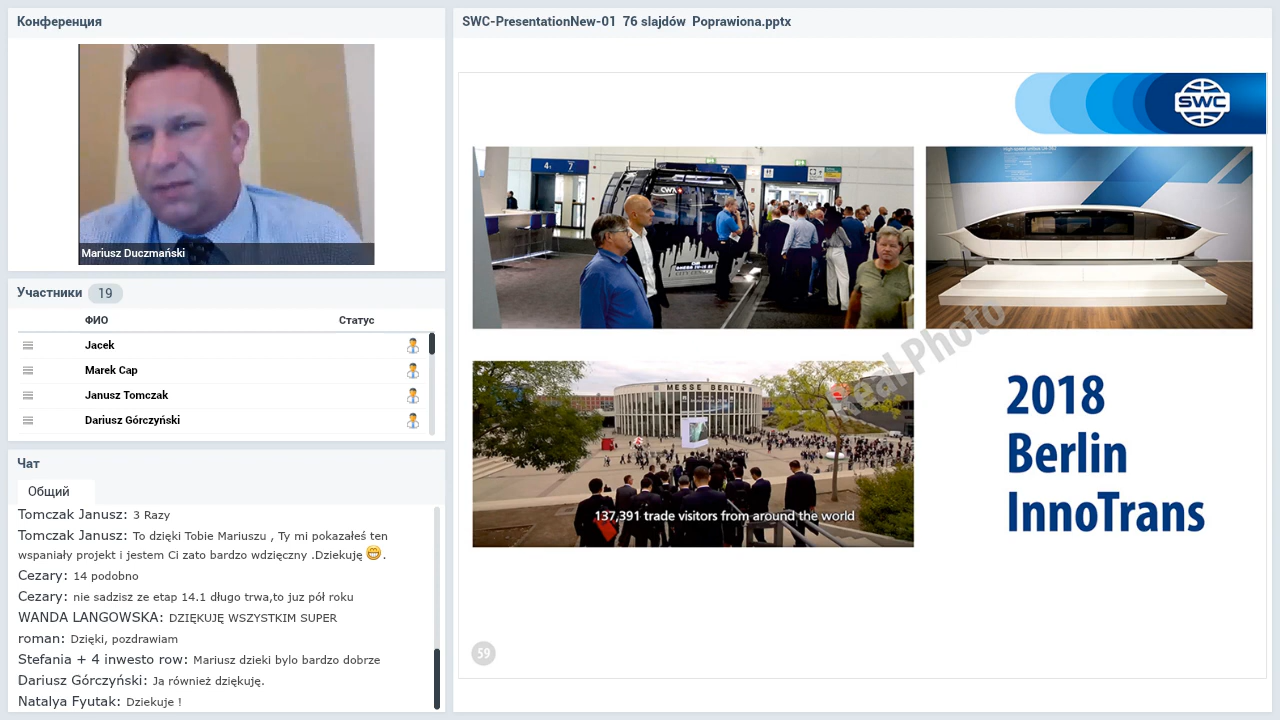 Конференция
Mariusz Duczmański
Участники 19
ФИО Статус
Jacek
Marek Cap
Janusz Tomczak
Dariusz Górczyński
Чат
Общий
Tomczak Janusz: 3 Razy
Tomczak Janusz: To dzięki Tobie Mariuszu , Ty mi pokazałeś ten
wspaniały projekt i jestem Ci zato bardzo wdzięczny .Dziekuję 😁.
Cezary: 14 podobno
Cezary: nie sadzisz ze etap 14.1 długo trwa,to juz pół roku
WANDA LANGOWSKA: DZIĘKUJĘ WSZYSTKIM SUPER
roman: Dzięki, pozdrawiam
Stefania + 4 inwesto row: Mariusz dzieki bylo bardzo dobrze
Dariusz Górczyński: Ja również dziękuję.
Natalya Fyutak: Dziekuje !
SWC-PresentationNew-01 76 slajdów Poprawiona.pptx
SWC
4
7
CWA
7
Real Photo
MESSE BERLIN
137,391 trade visitors from around the world
2018
Berlin
InnoTrans
59